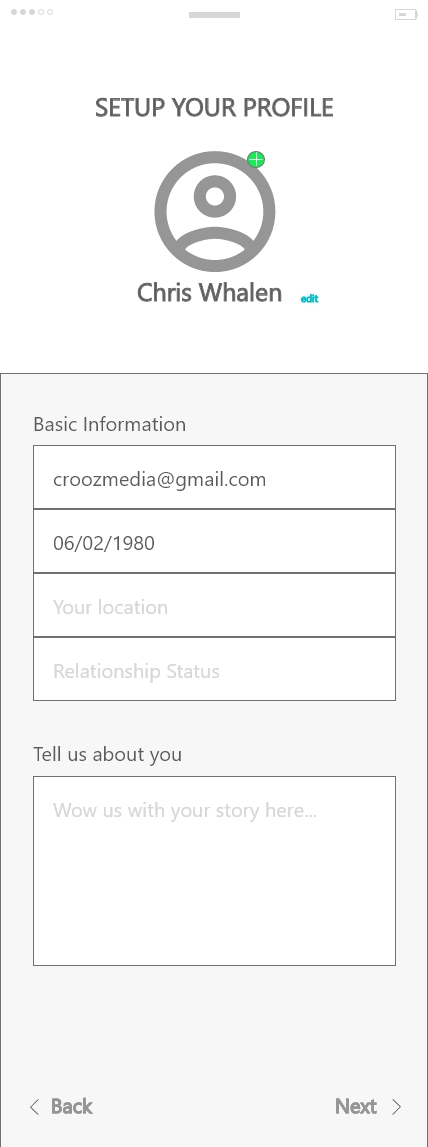 SETUP YOUR PROFILE
Chris Whalen edit
Basic Information
croozmedia@gmail.com
06/02/1980
Your location
Relationship Status
Tell us about you
Wow us with your story here...
Back Next